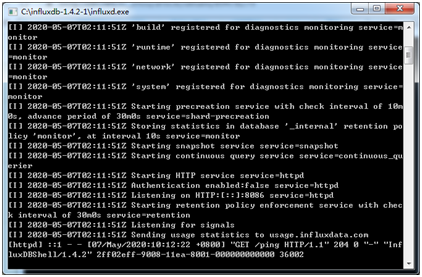 C:\influxdb-1.4.2-1\influxd.exe
[I] 2020-05-07T02:11:51Z 'build' registered for diagnostics monitoring service=m
onitor
[I] 2020-05-07T02:11:51Z 'runtime' registered for diagnostics monitoring service
=monitor
[I] 2020-05-07T02:11:51Z 'network' registered for diagnostics monitoring service
=monitor
[I] 2020-05-07T02:11:51Z 'system' registered for diagnostics monitoring service=
monitor
[I] 2020-05-07T02:11:51Z Starting precreation service with check interval of 10m
0s, advance period of 30m0s service=shard-precreation
[I] 2020-05-07T02:11:51Z Storing statistics in database '_internal' retention po
licy 'monitor', at interval 10s service=monitor
[I] 2020-05-07T02:11:51Z Starting snapshot service service=snapshot
[I] 2020-05-07T02:11:51Z Starting continuous query service service=continuous_qu
erier
[I] 2020-05-07T02:11:51Z Starting HTTP service service=httpd
[I] 2020-05-07T02:11:51Z Authentication enabled:false service=httpd
[I] 2020-05-07T02:11:51Z Listening on HTTP:[::]:8086 service=httpd
[I] 2020-05-07T02:11:51Z Starting retention policy enforcement service with chec
k interval of 30m0s service=retention
[I] 2020-05-07T02:11:51Z Listening for signals
[I] 2020-05-07T02:11:51Z Sending usage statistics to usage.influxdata.com
[httpd] ::1 - - [07/May/2020:10:12:22 +0800] "GET /ping HTTP/1.1" 204 0 "-" "Inf
luxDBShell/1.4.2" 2ff02eff-9008-11ea-8001-000000000000 36002